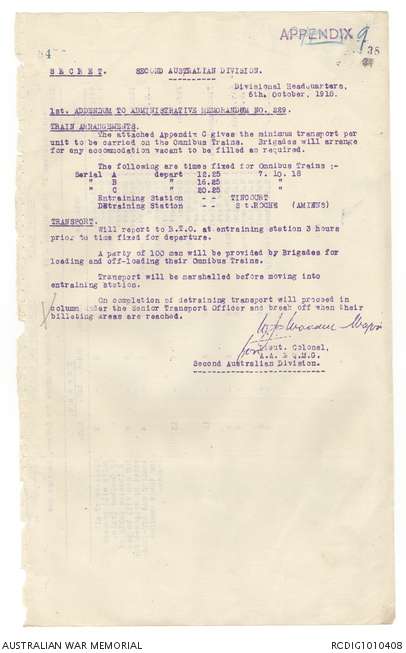 APPENDIX 9
38
S E C R E T. SECOND AUSTRALIAN DIVISION.
Divisional Headquarters,
6th. October, 1918.
1st. ADDENDUM TO ADMINISTRATIVE MEMORANDUM NO. 229.
TRAIN ARRANGEMENTS.
The attached Appendix C gives the minimum transport per
unit to be carried on the Omnibus Trains. Brigades will arrange
for any accommodation vacant to be filled as required.
The following are times fixed for Omnibus Trains :-
Serial A depart 12.25 7. 10. 18
" B " 16.25 "
" C " 20.25 "
Entraining Station -- TINCOURT
DEtraining Station -- S t. ROCHE (AMIENS)
TRANSPORT.
Will report to R.T.O. at entraining station 3 hours
prior to time fixed for departure.
A party of 100 men will be provided by Brigades for
loading and off-loading their Omnibus Trains.
Transport will be marshalled before moving into
entraining station.
On completion of detraining transport will proceed in
column under the Senior Transport Officer and break off when their
billeting areas are reached.
Major
for Lieut. Colonel,
A.A. & Q.M.G.
Second Australian Division.
AUSTRALIAN WAR MEMORIAL
RCDIG1010408